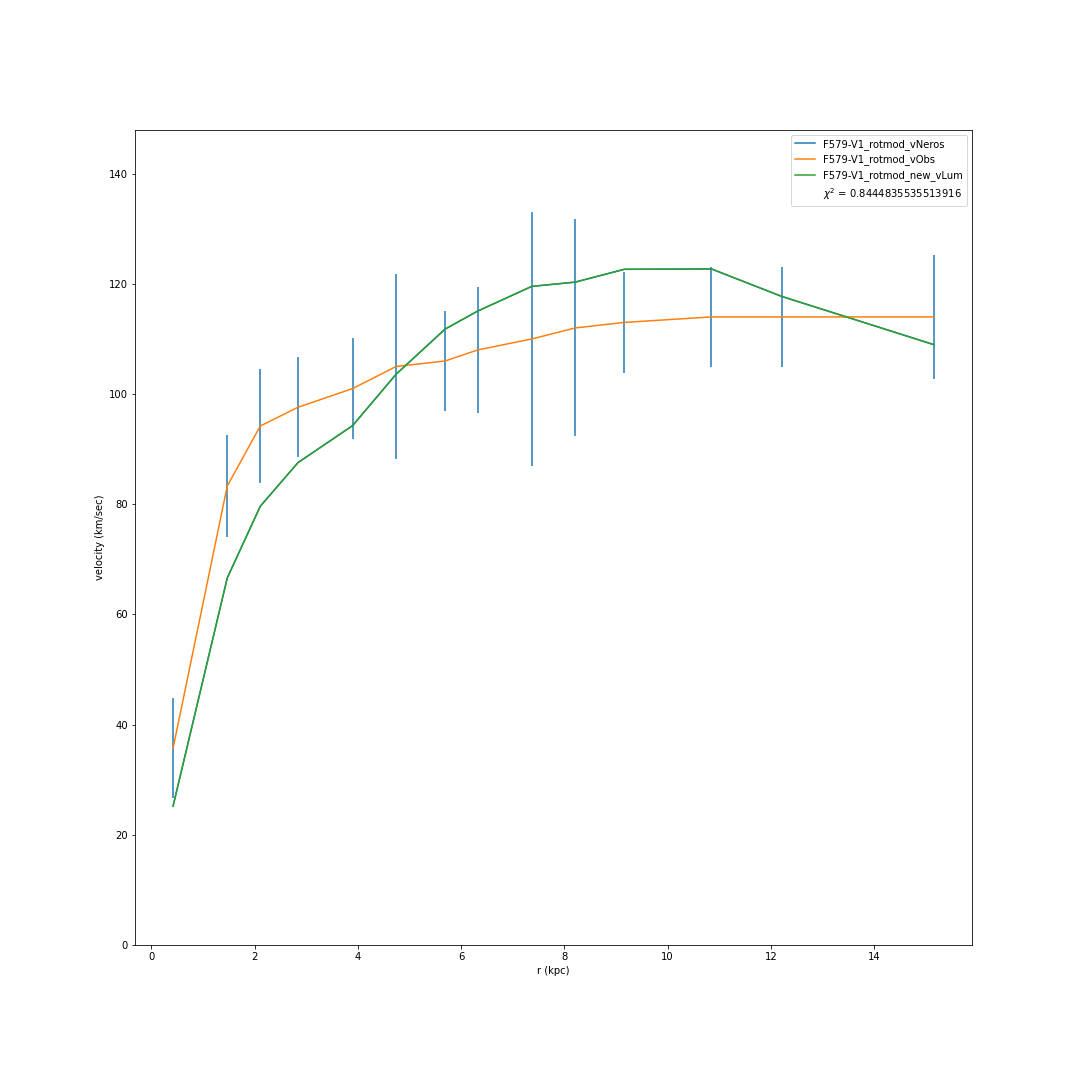 F579-V1_rotmod_vNeros
F579-V1_rotmod_vObs
F579-V1_rotmod_new_vLum
χ² = 0.8444835535513916
140
120
100
80
60
40
20
0
velocity (km/sec)
0 2 4 6 8 10 12 14
r (kpc)